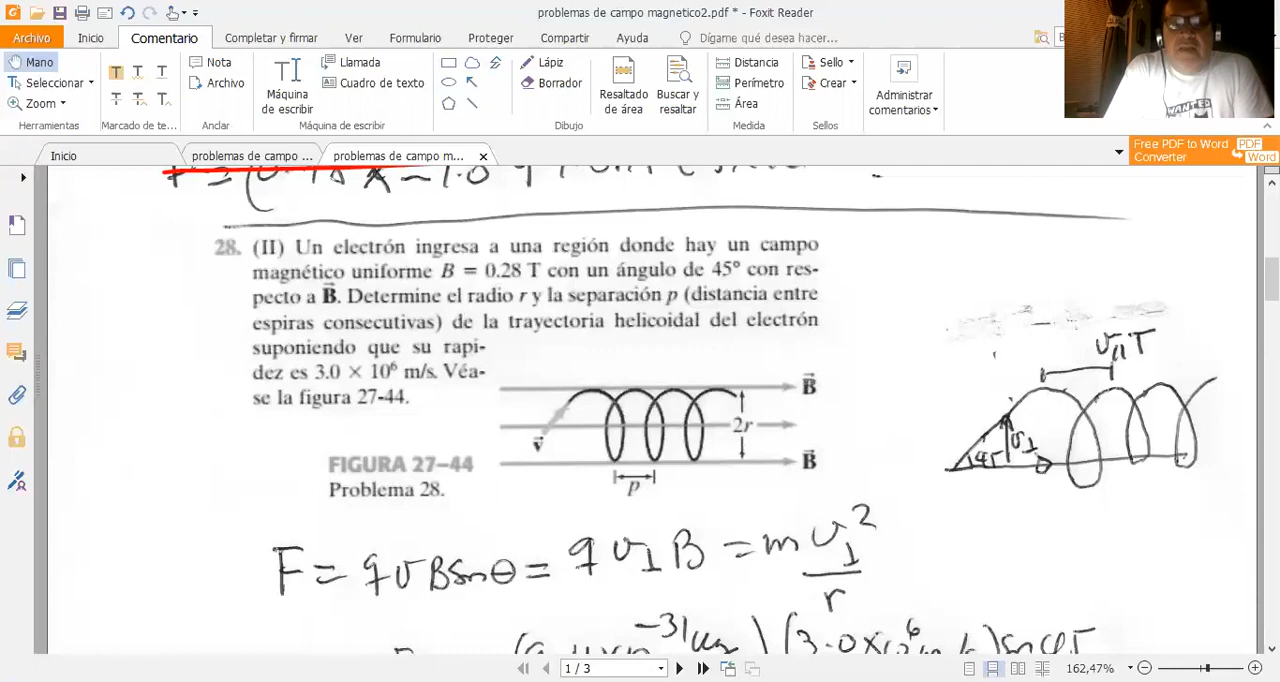 problemas de campo magnetico2.pdf * - Foxit Reader
Archivo Inicio Comentario Completar y firmar Ver Formulario Proteger Compartir Ayuda Dígame qué desea hacer...
Mano
Seleccionar
Zoom
Herramientas
T T T
T T T
Marcado de te...
Nota
Archivo
Andar
Máquina de escribir
Llamada
Cuadro de texto
Máquina de escribir
Lápiz
Borrador
Dibujo
Resaltado de área
Buscar y resaltar
Distancia
Perímetro
Área
Medida
Sello
Crear
Sellos
Administrar comentarios
WANTED
Inicio problemas de campo ... problemas de campo m...
Free PDF to Word Converter PDF Word
28. (II) Un electrón ingresa a una región donde hay un campo
magnético uniforme B = 0.28 T con un ángulo de 45° con res-
pecto a B⃗. Determine el radio r y la separación p (distancia entre
espiras consecutivas) de la trayectoria helicoidal del electrón
suponiendo que su rapi-
dez es 3.0 × 10⁶ m/s. Véa-
se la figura 27-44.
FIGURA 27–44
Problema 28.
B⃗
2r
v⃗
B⃗
p
v∥T
45 v⊥
F = qvBsenθ = qv⊥B = m v⊥² / r
1 / 3
162,47%